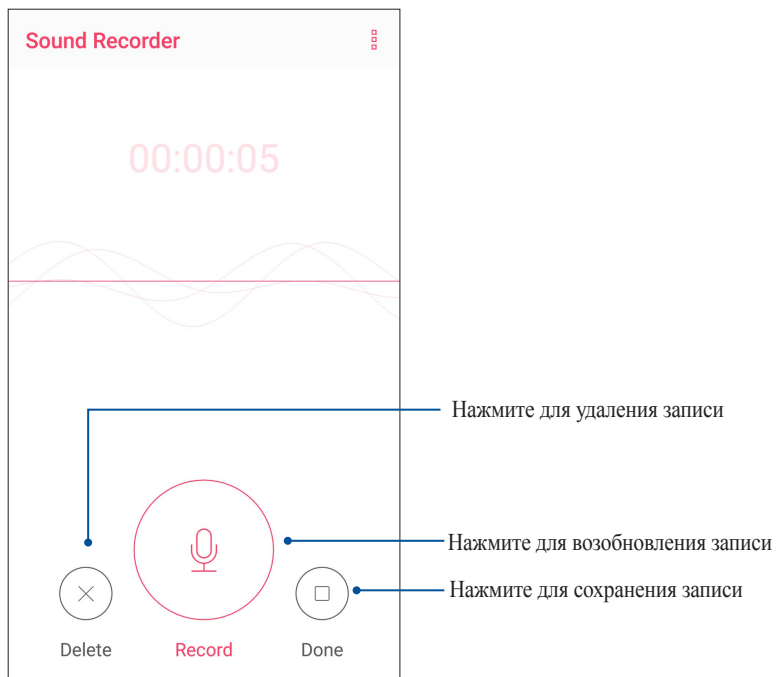 Sound Recorder
00:00:05
Нажмите для удаления записи
Нажмите для возобновления записи
Нажмите для сохранения записи
Delete
Record
Done